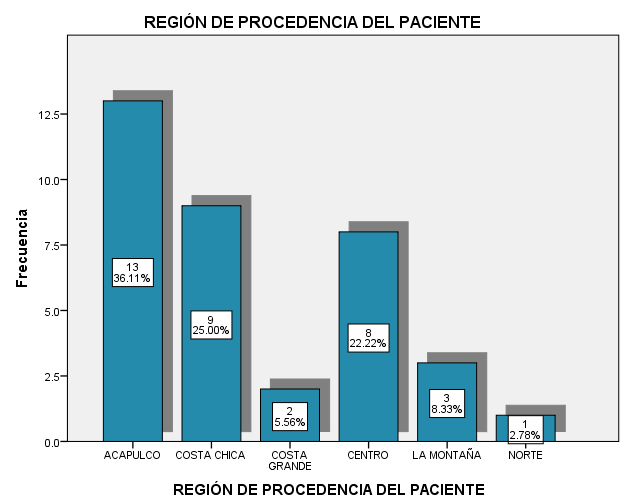 REGIÓN DE PROCEDENCIA DEL PACIENTE
Frecuencia
12.5
10.0
7.5
5.0
2.5
0.0
13
36.11%
9
25.00%
2
5.56%
8
22.22%
3
8.33%
1
2.78%
ACAPULCO
COSTA CHICA
COSTA
GRANDE
CENTRO
LA MONTAÑA
NORTE
REGIÓN DE PROCEDENCIA DEL PACIENTE